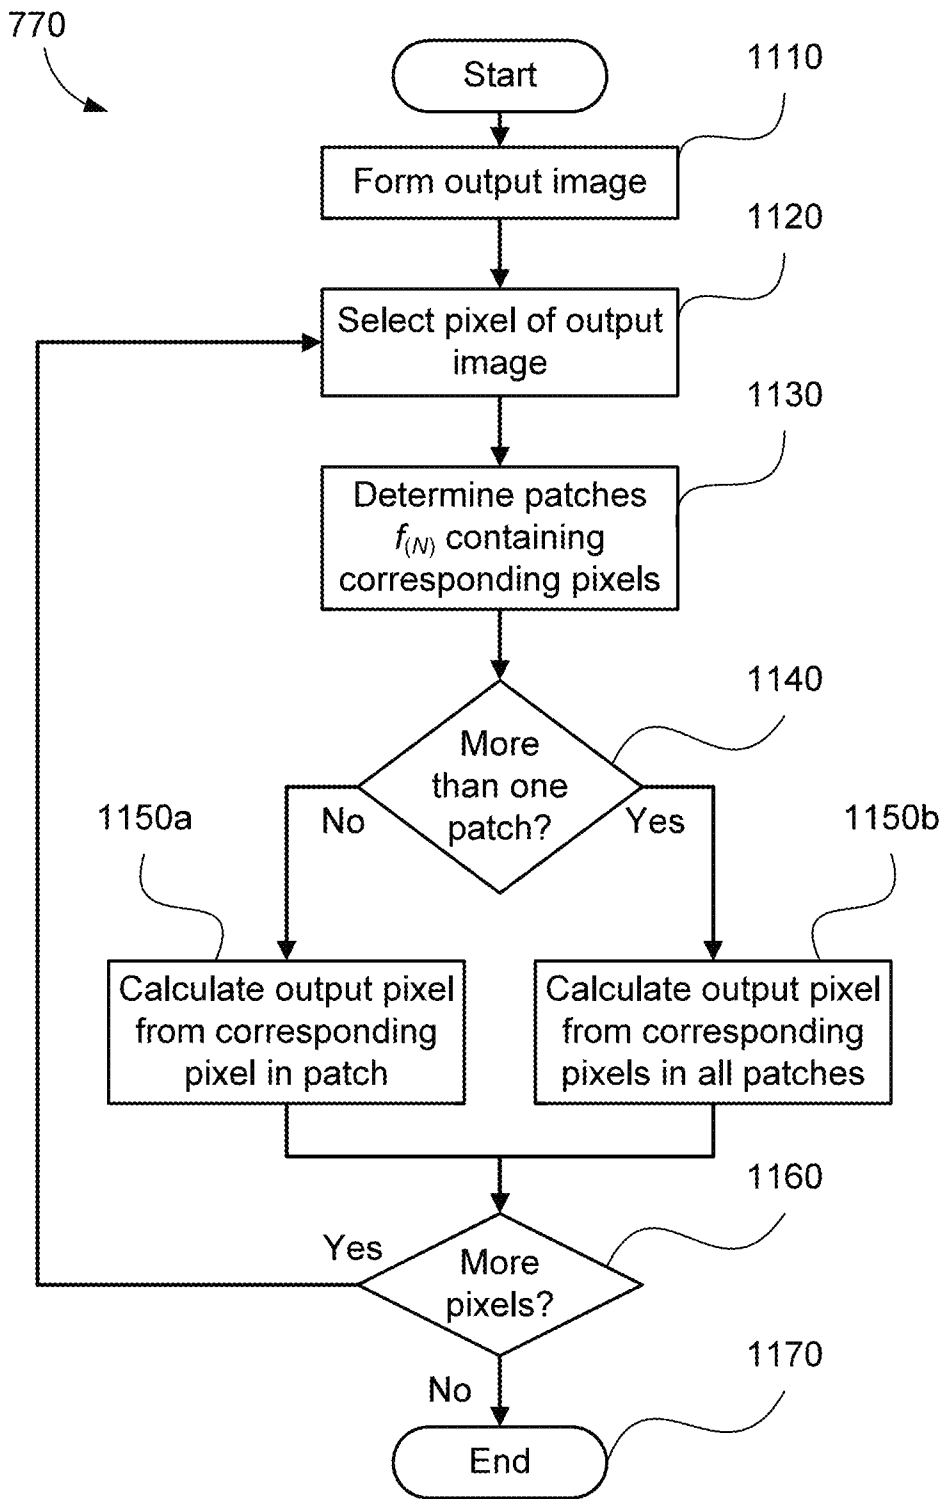 770
Start
1110
Form output image
1120
Select pixel of output
image
1130
Determine patches
f(N) containing
corresponding pixels
1140
More
than one
patch?
No
Yes
1150a
1150b
Calculate output pixel
from corresponding
pixel in patch
Calculate output pixel
from corresponding
pixels in all patches
1160
Yes
More
pixels?
1170
No
End